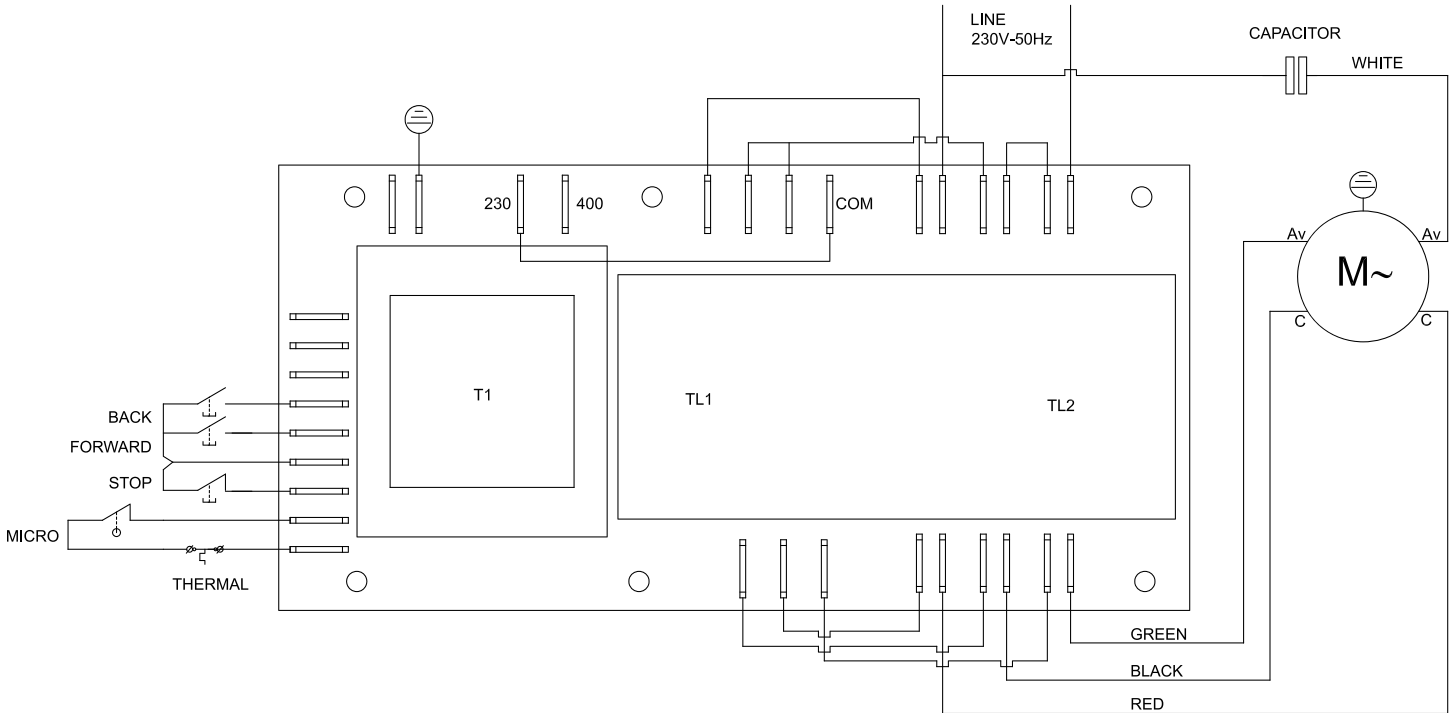 LINE
230V-50Hz
CAPACITOR
WHITE
230
400
COM
Av
Av
M~
C
C
T1
TL1
TL2
BACK
FORWARD
STOP
MICRO
THERMAL
GREEN
BLACK
RED